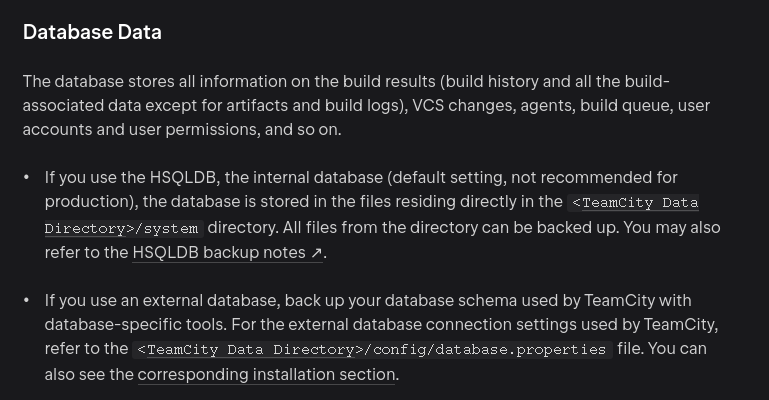 Database Data
The database stores all information on the build results (build history and all the build-
associated data except for artifacts and build logs), VCS changes, agents, build queue, user
accounts and user permissions, and so on.
• If you use the HSQLDB, the internal database (default setting, not recommended for
production), the database is stored in the files residing directly in the <TeamCity Data
Directory>/system directory. All files from the directory can be backed up. You may also
refer to the HSQLDB backup notes ↗.
• If you use an external database, back up your database schema used by TeamCity with
database-specific tools. For the external database connection settings used by TeamCity,
refer to the <TeamCity Data Directory>/config/database.properties file. You can
also see the corresponding installation section.